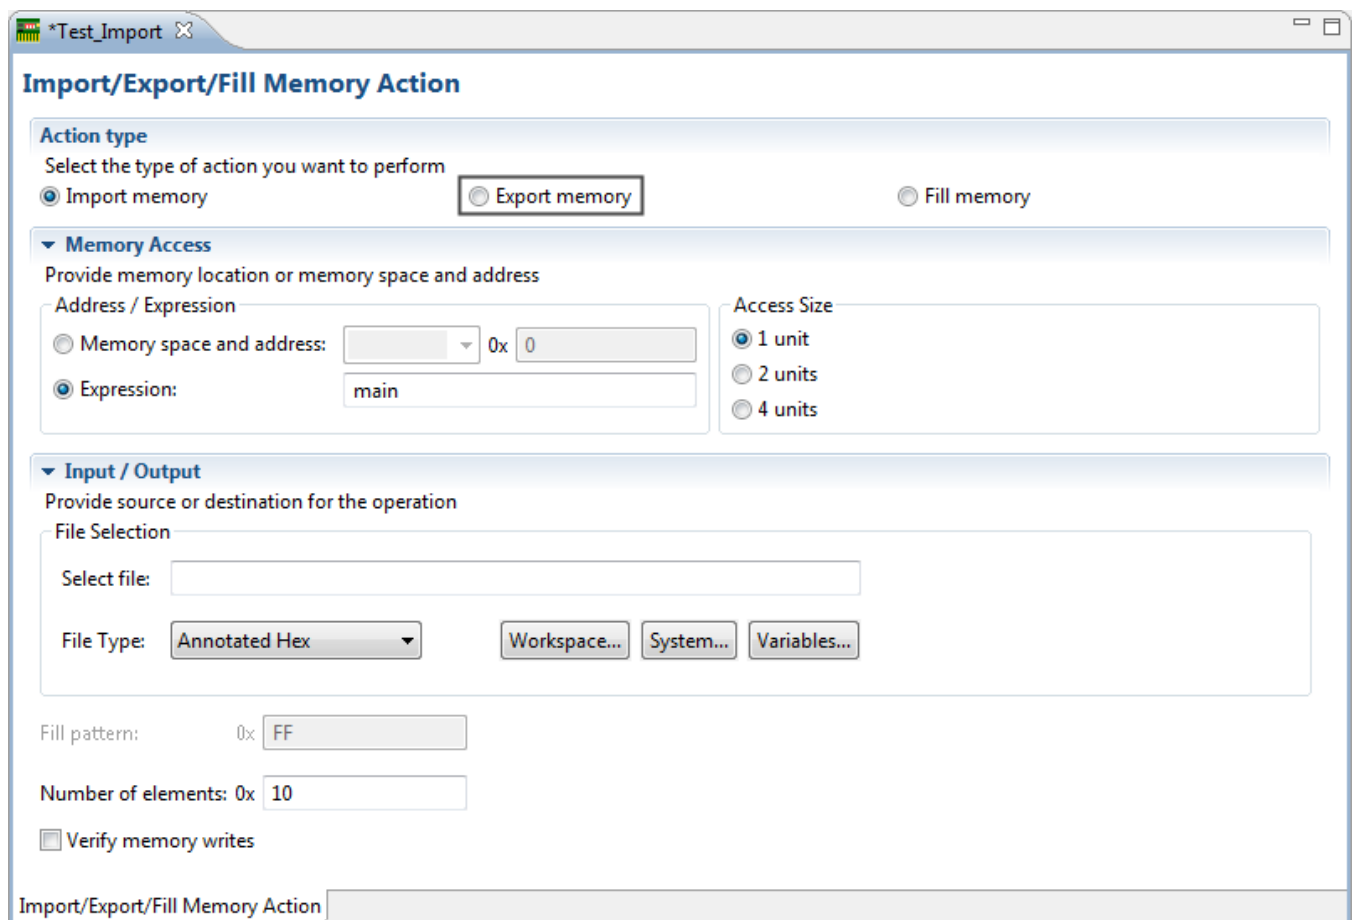 *Test_Import
Import/Export/Fill Memory Action
Action type
Select the type of action you want to perform
Import memory Export memory Fill memory
Memory Access
Provide memory location or memory space and address
Address / Expression Access Size
Memory space and address: 0x 0 1 unit
2 units
Expression: main
4 units
Input / Output
Provide source or destination for the operation
File Selection
Select file:
File Type: Annotated Hex Workspace... System... Variables...
Fill pattern: 0x FF
Number of elements: 0x 10
Verify memory writes
Import/Export/Fill Memory Action